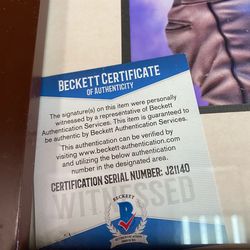 BECKETT CERTIFICATE
OF AUTHENTICITY
The signature(s) on this item were personally
witnessed by a representative of Beckett
Authentication Services. This item is guaranteed to
be authentic by Beckett Authentication Services.
This authentication can be verified by
visiting www.beckett-authentication.com
and utilizing the below authentication
number in the designated area.
CERTIFICATION SERIAL NUMBER: J21140
WITNESSED
BECKETT
B